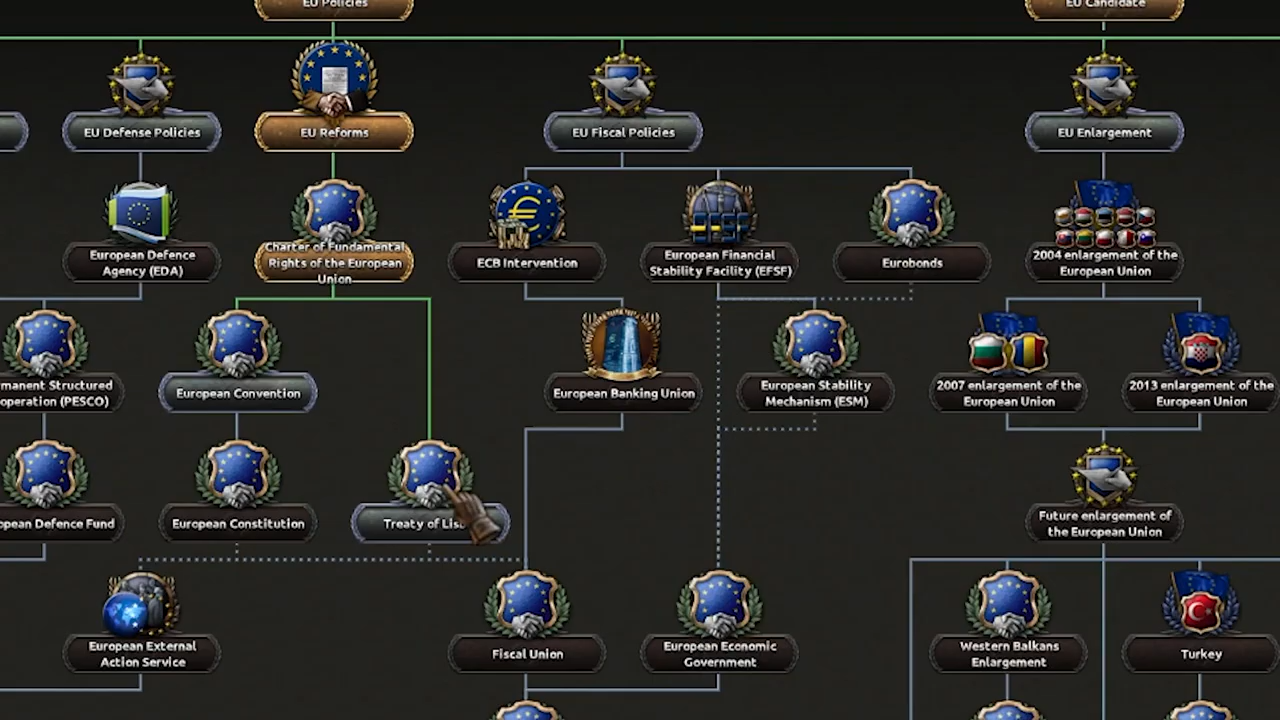 EU Policies
EU Candidate
EU Defense Policies
EU Reforms
EU Fiscal Policies
EU Enlargement
European Defence
Agency (EDA)
Charter of Fundamental
Rights of the European
Union
ECB Intervention
EFSF
European Financial
Stability Facility (EFSF)
Eurobonds
2004 enlargement of the
European Union
manent Structured
operation (PESCO)
European Convention
European Banking Union
European Stability
Mechanism (ESM)
2007 enlargement of the
European Union
2013 enlargement of the
European Union
opean Defence Fund
European Constitution
Treaty of Lis
Future enlargement of
the European Union
European External
Action Service
Fiscal Union
European Economic
Government
Western Balkans
Enlargement
Turkey